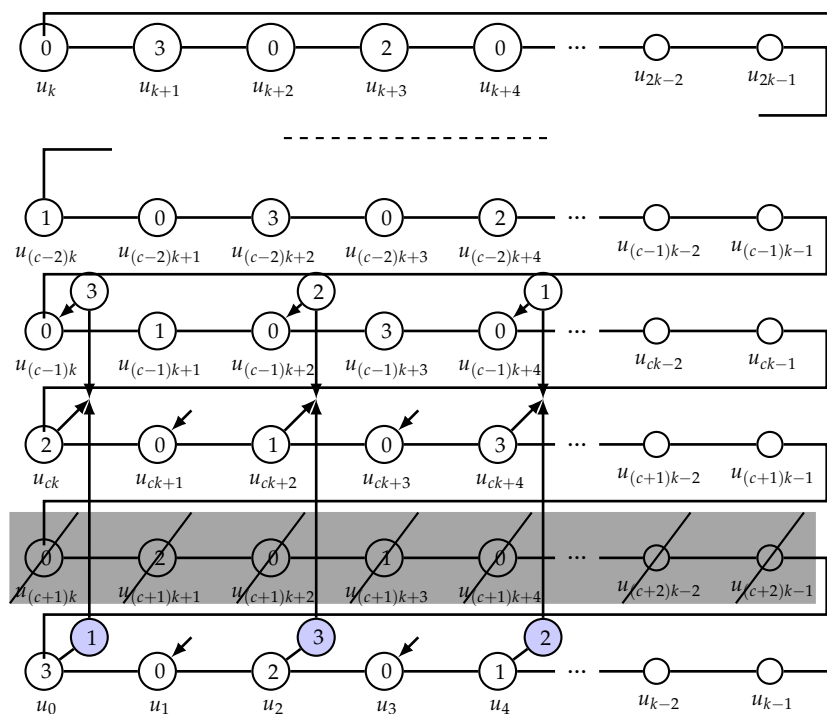 0 3 0 2 0 ...
u_k u_{k+1} u_{k+2} u_{k+3} u_{k+4} u_{2k−2} u_{2k−1}
1 0 3 0 2 ...
u_{(c−2)k} u_{(c−2)k+1} u_{(c−2)k+2} u_{(c−2)k+3} u_{(c−2)k+4} u_{(c−1)k−2} u_{(c−1)k−1}
3 2 1
0 1 0 3 0 ...
u_{(c−1)k} u_{(c−1)k+1} u_{(c−1)k+2} u_{(c−1)k+3} u_{(c−1)k+4} u_{ck−2} u_{ck−1}
2 0 1 0 3 ...
u_{ck} u_{ck+1} u_{ck+2} u_{ck+3} u_{ck+4} u_{(c+1)k−2} u_{(c+1)k−1}
0 2 0 1 0 ...
u_{(c+1)k} u_{(c+1)k+1} u_{(c+1)k+2} u_{(c+1)k+3} u_{(c+1)k+4} u_{(c+2)k−2} u_{(c+2)k−1}
1 3 2
3 0 2 0 1 ...
u_0 u_1 u_2 u_3 u_4 u_{k−2} u_{k−1}